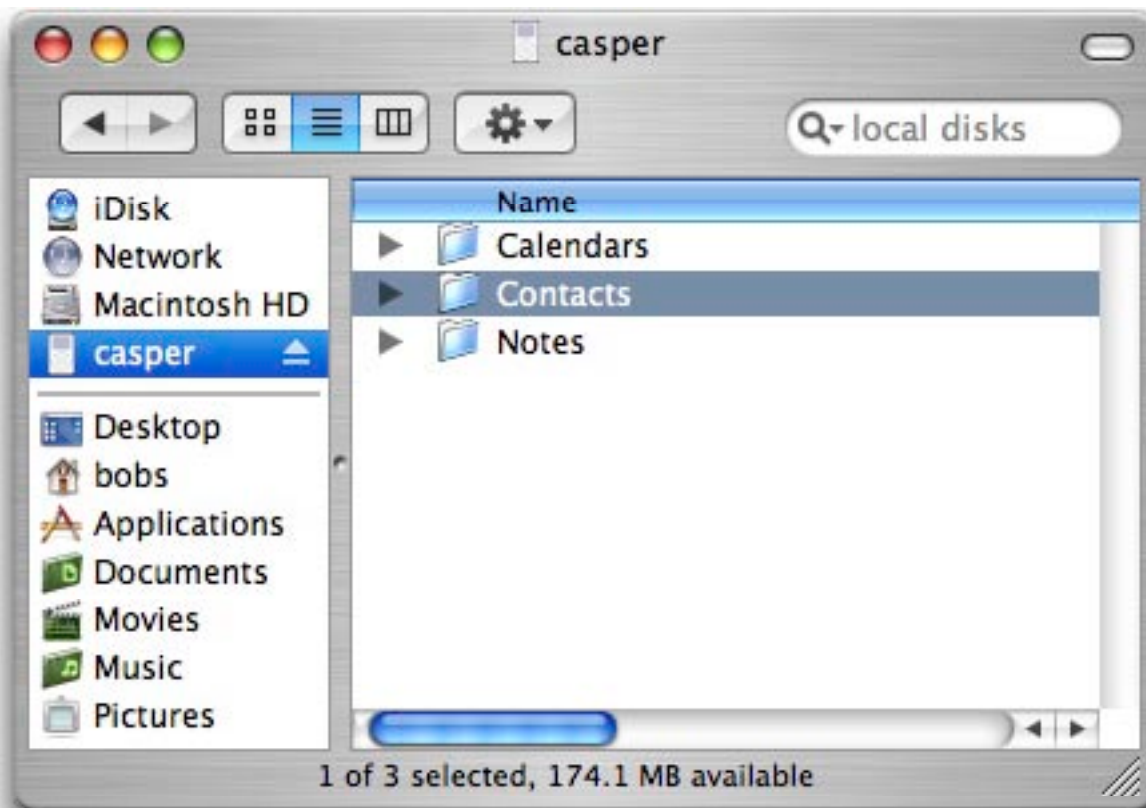 casper
local disks
iDisk
Network
Macintosh HD
casper
Desktop
bobs
Applications
Documents
Movies
Music
Pictures
Name
Calendars
Contacts
Notes
1 of 3 selected, 174.1 MB available